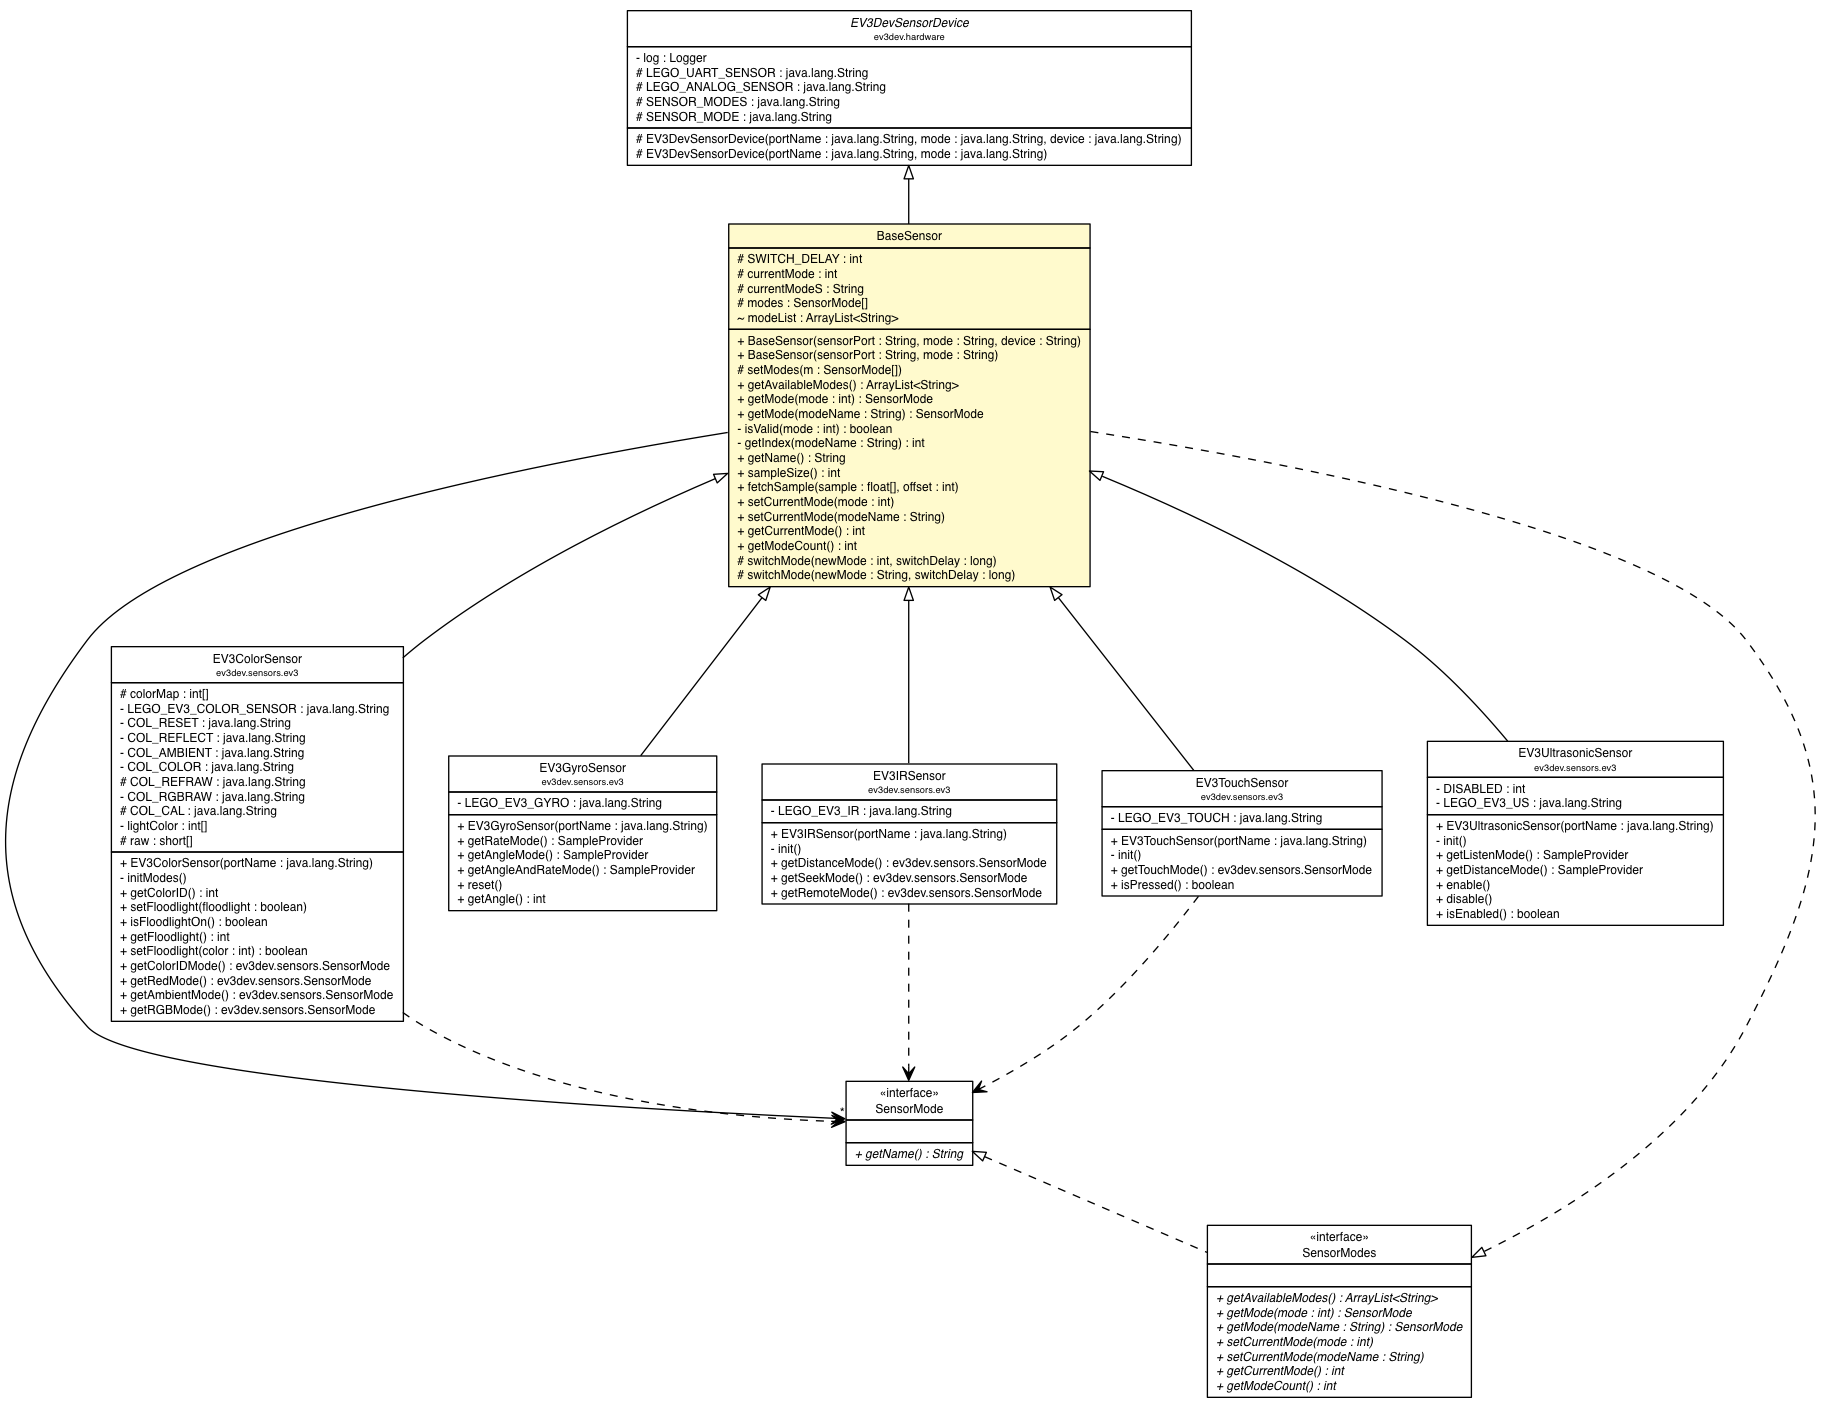 EV3DevSensorDevice
ev3dev.hardware
- log : Logger
# LEGO_UART_SENSOR : java.lang.String
# LEGO_ANALOG_SENSOR : java.lang.String
# SENSOR_MODES : java.lang.String
# SENSOR_MODE : java.lang.String
# EV3DevSensorDevice(portName : java.lang.String, mode : java.lang.String, device : java.lang.String)
# EV3DevSensorDevice(portName : java.lang.String, mode : java.lang.String)
BaseSensor
# SWITCH_DELAY : int
# currentMode : int
# currentModeS : String
# modes : SensorMode[]
~ modeList : ArrayList<String>
+ BaseSensor(sensorPort : String, mode : String, device : String)
+ BaseSensor(sensorPort : String, mode : String)
# setModes(m : SensorMode[])
+ getAvailableModes() : ArrayList<String>
+ getMode(mode : int) : SensorMode
+ getMode(modeName : String) : SensorMode
- isValid(mode : int) : boolean
- getIndex(modeName : String) : int
+ getName() : String
+ sampleSize() : int
+ fetchSample(sample : float[], offset : int)
+ setCurrentMode(mode : int)
+ setCurrentMode(modeName : String)
+ getCurrentMode() : int
+ getModeCount() : int
# switchMode(newMode : int, switchDelay : long)
# switchMode(newMode : String, switchDelay : long)
EV3ColorSensor
ev3dev.sensors.ev3
# colorMap : int[]
- LEGO_EV3_COLOR_SENSOR : java.lang.String
- COL_RESET : java.lang.String
- COL_REFLECT : java.lang.String
- COL_AMBIENT : java.lang.String
- COL_COLOR : java.lang.String
# COL_REFRAW : java.lang.String
- COL_RGBRAW : java.lang.String
# COL_CAL : java.lang.String
- lightColor : int[]
# raw : short[]
+ EV3ColorSensor(portName : java.lang.String)
- initModes()
+ getColorID() : int
+ setFloodlight(floodlight : boolean)
+ isFloodlightOn() : boolean
+ getFloodlight() : int
+ setFloodlight(color : int) : boolean
+ getColorIDMode() : ev3dev.sensors.SensorMode
+ getRedMode() : ev3dev.sensors.SensorMode
+ getAmbientMode() : ev3dev.sensors.SensorMode
+ getRGBMode() : ev3dev.sensors.SensorMode
EV3GyroSensor
ev3dev.sensors.ev3
- LEGO_EV3_GYRO : java.lang.String
+ EV3GyroSensor(portName : java.lang.String)
+ getRateMode() : SampleProvider
+ getAngleMode() : SampleProvider
+ getAngleAndRateMode() : SampleProvider
+ reset()
+ getAngle() : int
EV3IRSensor
ev3dev.sensors.ev3
- LEGO_EV3_IR : java.lang.String
+ EV3IRSensor(portName : java.lang.String)
- init()
+ getDistanceMode() : ev3dev.sensors.SensorMode
+ getSeekMode() : ev3dev.sensors.SensorMode
+ getRemoteMode() : ev3dev.sensors.SensorMode
EV3TouchSensor
ev3dev.sensors.ev3
- LEGO_EV3_TOUCH : java.lang.String
+ EV3TouchSensor(portName : java.lang.String)
- init()
+ getTouchMode() : ev3dev.sensors.SensorMode
+ isPressed() : boolean
EV3UltrasonicSensor
ev3dev.sensors.ev3
- DISABLED : int
- LEGO_EV3_US : java.lang.String
+ EV3UltrasonicSensor(portName : java.lang.String)
- init()
+ getListenMode() : SampleProvider
+ getDistanceMode() : SampleProvider
+ enable()
+ disable()
+ isEnabled() : boolean
*
«interface»
SensorMode
+ getName() : String
«interface»
SensorModes
+ getAvailableModes() : ArrayList<String>
+ getMode(mode : int) : SensorMode
+ getMode(modeName : String) : SensorMode
+ setCurrentMode(mode : int)
+ setCurrentMode(modeName : String)
+ getCurrentMode() : int
+ getModeCount() : int